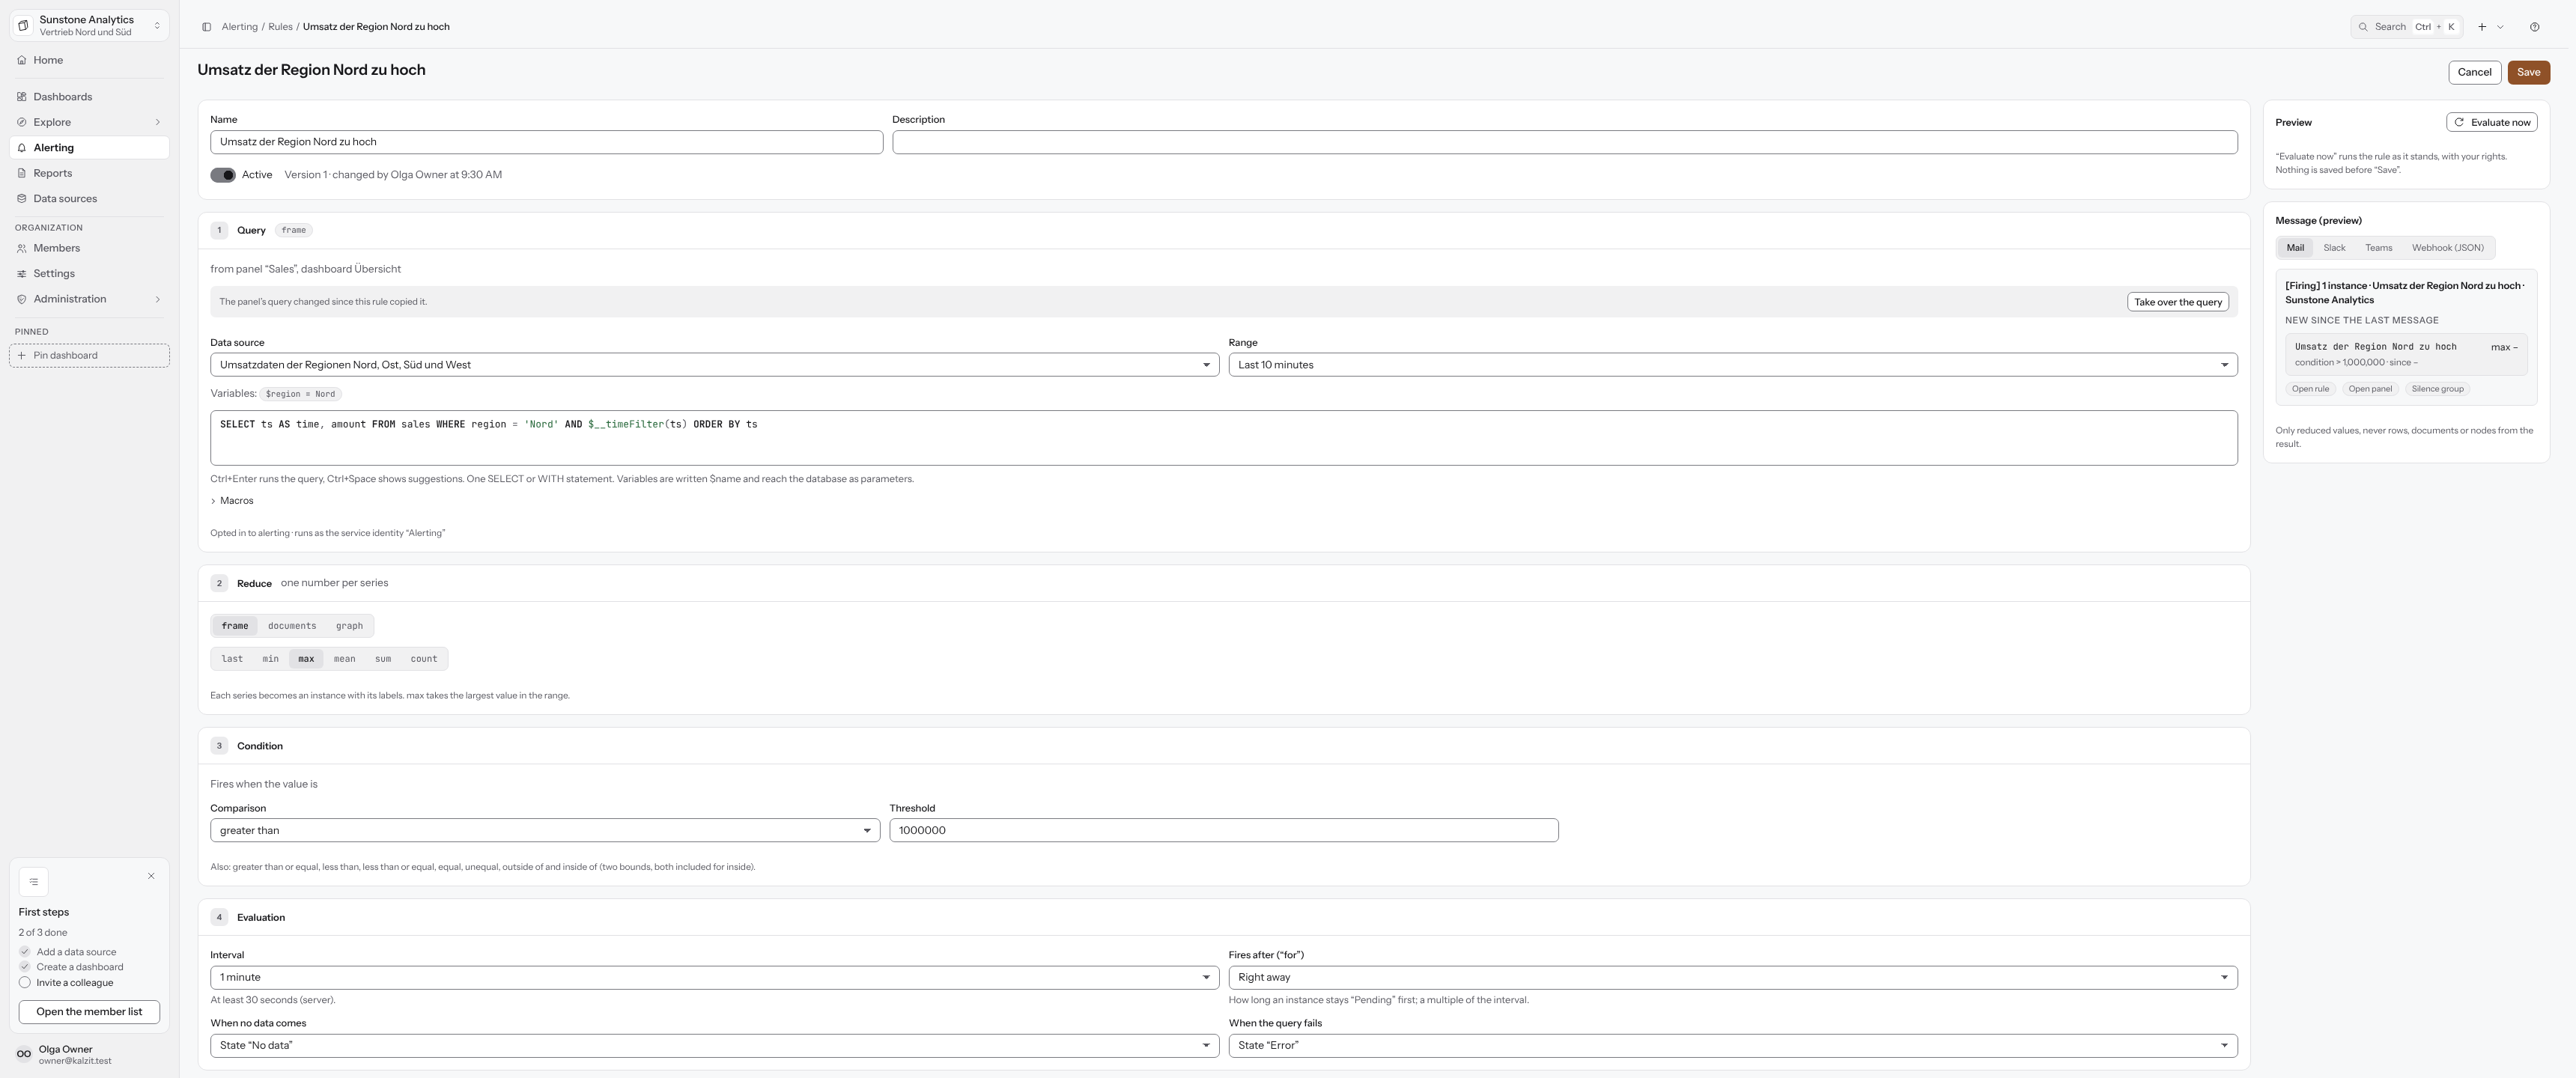 Sunstone Analytics
Vertrieb Nord und Süd
Home
Dashboards
Explore
Alerting
Reports
Data sources
ORGANIZATION
Members
Settings
Administration
PINNED
Pin dashboard
First steps
2 of 3 done
Add a data source
Create a dashboard
Invite a colleague
Open the member list
OO
Olga Owner
owner@kalzit.test
Alerting / Rules / Umsatz der Region Nord zu hoch
Search Ctrl + K
Umsatz der Region Nord zu hoch
Cancel
Save
Name
Umsatz der Region Nord zu hoch
Description
Active
Version 1 · changed by Olga Owner at 9:30 AM
1 Query frame
from panel “Sales”, dashboard Übersicht
The panel's query changed since this rule copied it.
Take over the query
Data source
Umsatzdaten der Regionen Nord, Ost, Süd und West
Range
Last 10 minutes
Variables: $region = Nord
SELECT ts AS time, amount FROM sales WHERE region = 'Nord' AND $__timeFilter(ts) ORDER BY ts
Ctrl+Enter runs the query, Ctrl+Space shows suggestions. One SELECT or WITH statement. Variables are written $name and reach the database as parameters.
Macros
Opted in to alerting · runs as the service identity “Alerting”
2 Reduce one number per series
frame documents graph
last min max mean sum count
Each series becomes an instance with its labels. max takes the largest value in the range.
3 Condition
Fires when the value is
Comparison
greater than
Threshold
1000000
Also: greater than or equal, less than, less than or equal, equal, unequal, outside of and inside of (two bounds, both included for inside).
4 Evaluation
Interval
1 minute
At least 30 seconds (server).
Fires after (“for”)
Right away
How long an instance stays “Pending” first; a multiple of the interval.
When no data comes
State “No data”
When the query fails
State “Error”
Preview
Evaluate now
“Evaluate now” runs the rule as it stands, with your rights.
Nothing is saved before “Save”.
Message (preview)
Mail Slack Teams Webhook (JSON)
[Firing] 1 instance · Umsatz der Region Nord zu hoch ·
Sunstone Analytics
NEW SINCE THE LAST MESSAGE
Umsatz der Region Nord zu hoch max –
condition > 1,000,000 · since –
Open rule Open panel Silence group
Only reduced values, never rows, documents or nodes from the
result.